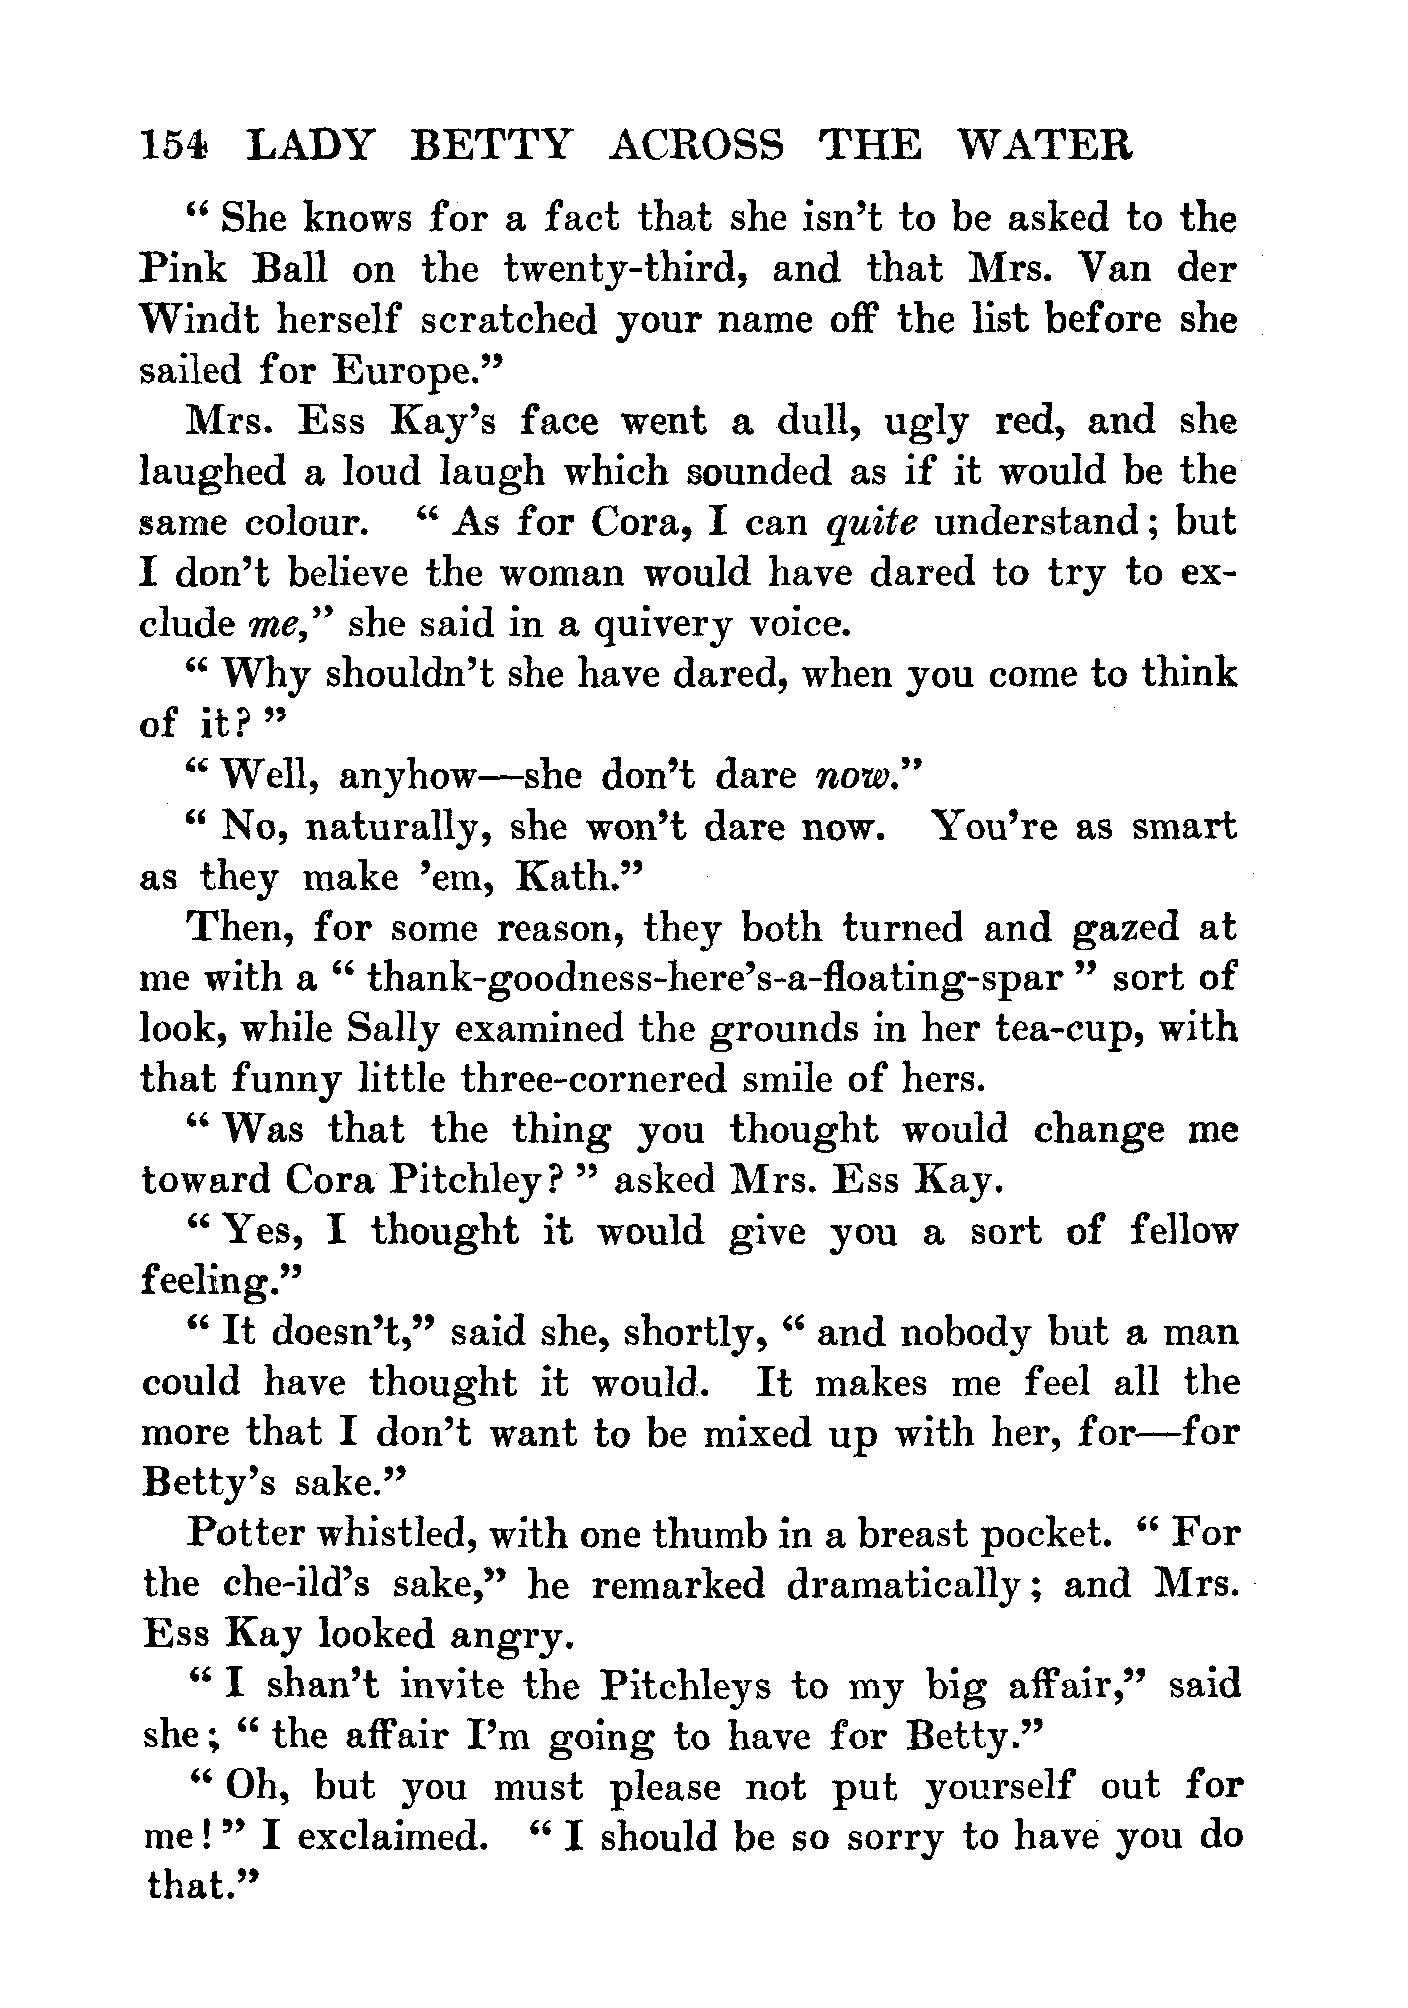 154 LADY BETTY ACROSS THE WATER
“ She knows for a fact that she isn’t to be asked to the
Pink Ball on the twenty-third, and that Mrs. Van der
Windt herself scratched your name off the list before she
sailed for Europe.”
Mrs. Ess Kay’s face went a dull, ugly red, and she
laughed a loud laugh which sounded as if it would be the
same colour. “ As for Cora, I can quite understand ; but
I don’t believe the woman would have dared to try to ex-
clude me,” she said in a quivery voice.
“ Why shouldn’t she have dared, when you come to think
of it? ”
“ Well, anyhow—she don’t dare now.”
“ No, naturally, she won’t dare now. You’re as smart
as they make ’em, Kath.”
Then, for some reason, they both turned and gazed at
me with a “ thank-goodness-here’s-a-floating-spar ” sort of
look, while Sally examined the grounds in her tea-cup, with
that funny little three-cornered smile of hers.
“ Was that the thing you thought would change me
toward Cora Pitchley? ” asked Mrs. Ess Kay.
“ Yes, I thought it would give you a sort of fellow
feeling.”
“ It doesn’t,” said she, shortly, “ and nobody but a man
could have thought it would. It makes me feel all the
more that I don’t want to be mixed up with her, for—for
Betty’s sake.”
Potter whistled, with one thumb in a breast pocket. “ For
the che-ild’s sake,” he remarked dramatically ; and Mrs.
Ess Kay looked angry.
“ I shan’t invite the Pitchleys to my big affair,” said
she ; “ the affair I’m going to have for Betty.”
“ Oh, but you must please not put yourself out for
me ! ” I exclaimed. “ I should be so sorry to have you do
that.”